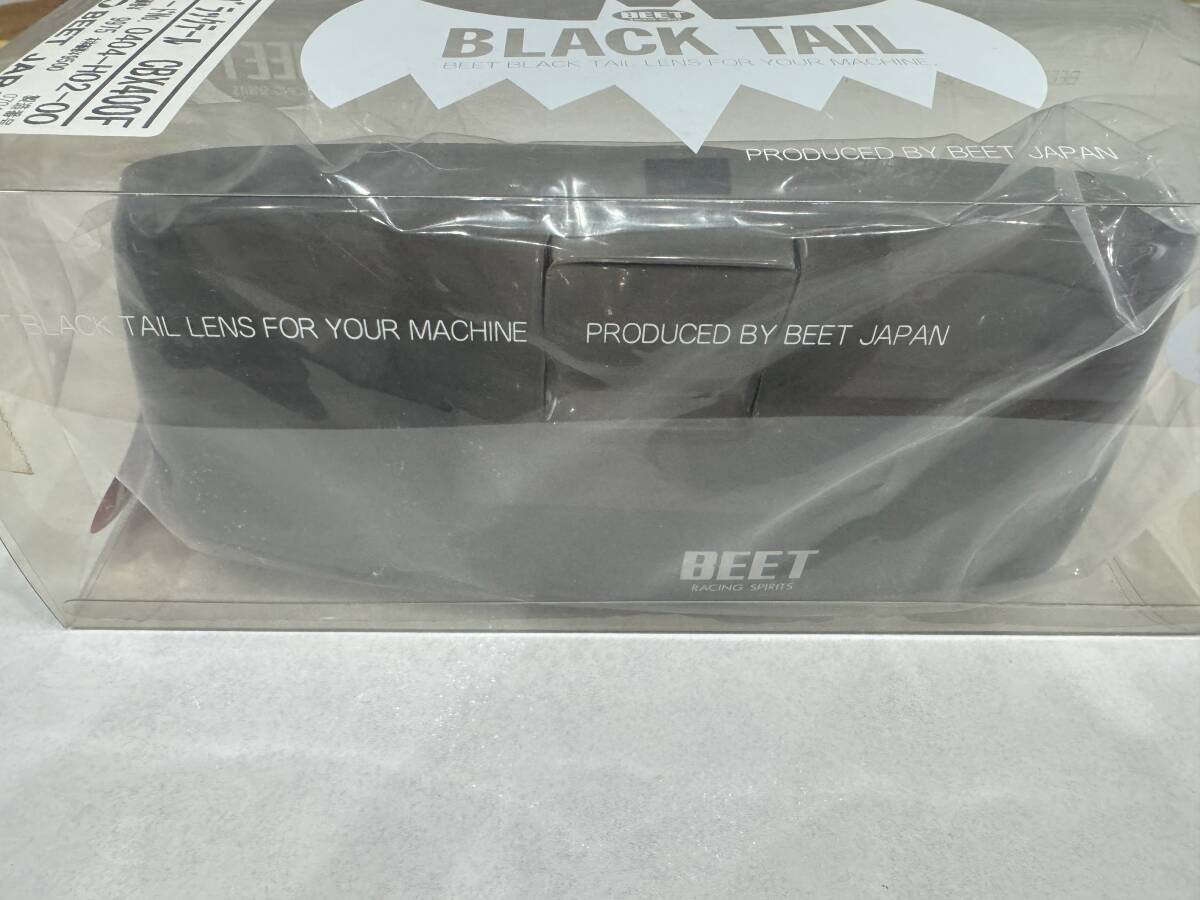 BEET
BLACK TAIL
BEET BLACK TAIL LENS FOR YOUR MACHINE.
PRODUCED BY BEET JAPAN
CBX400F
0404-H02-00
BEET JAP
T BLACK TAIL LENS FOR YOUR MACHINE
PRODUCED BY BEET JAPAN
BEET
RACING SPIRITS